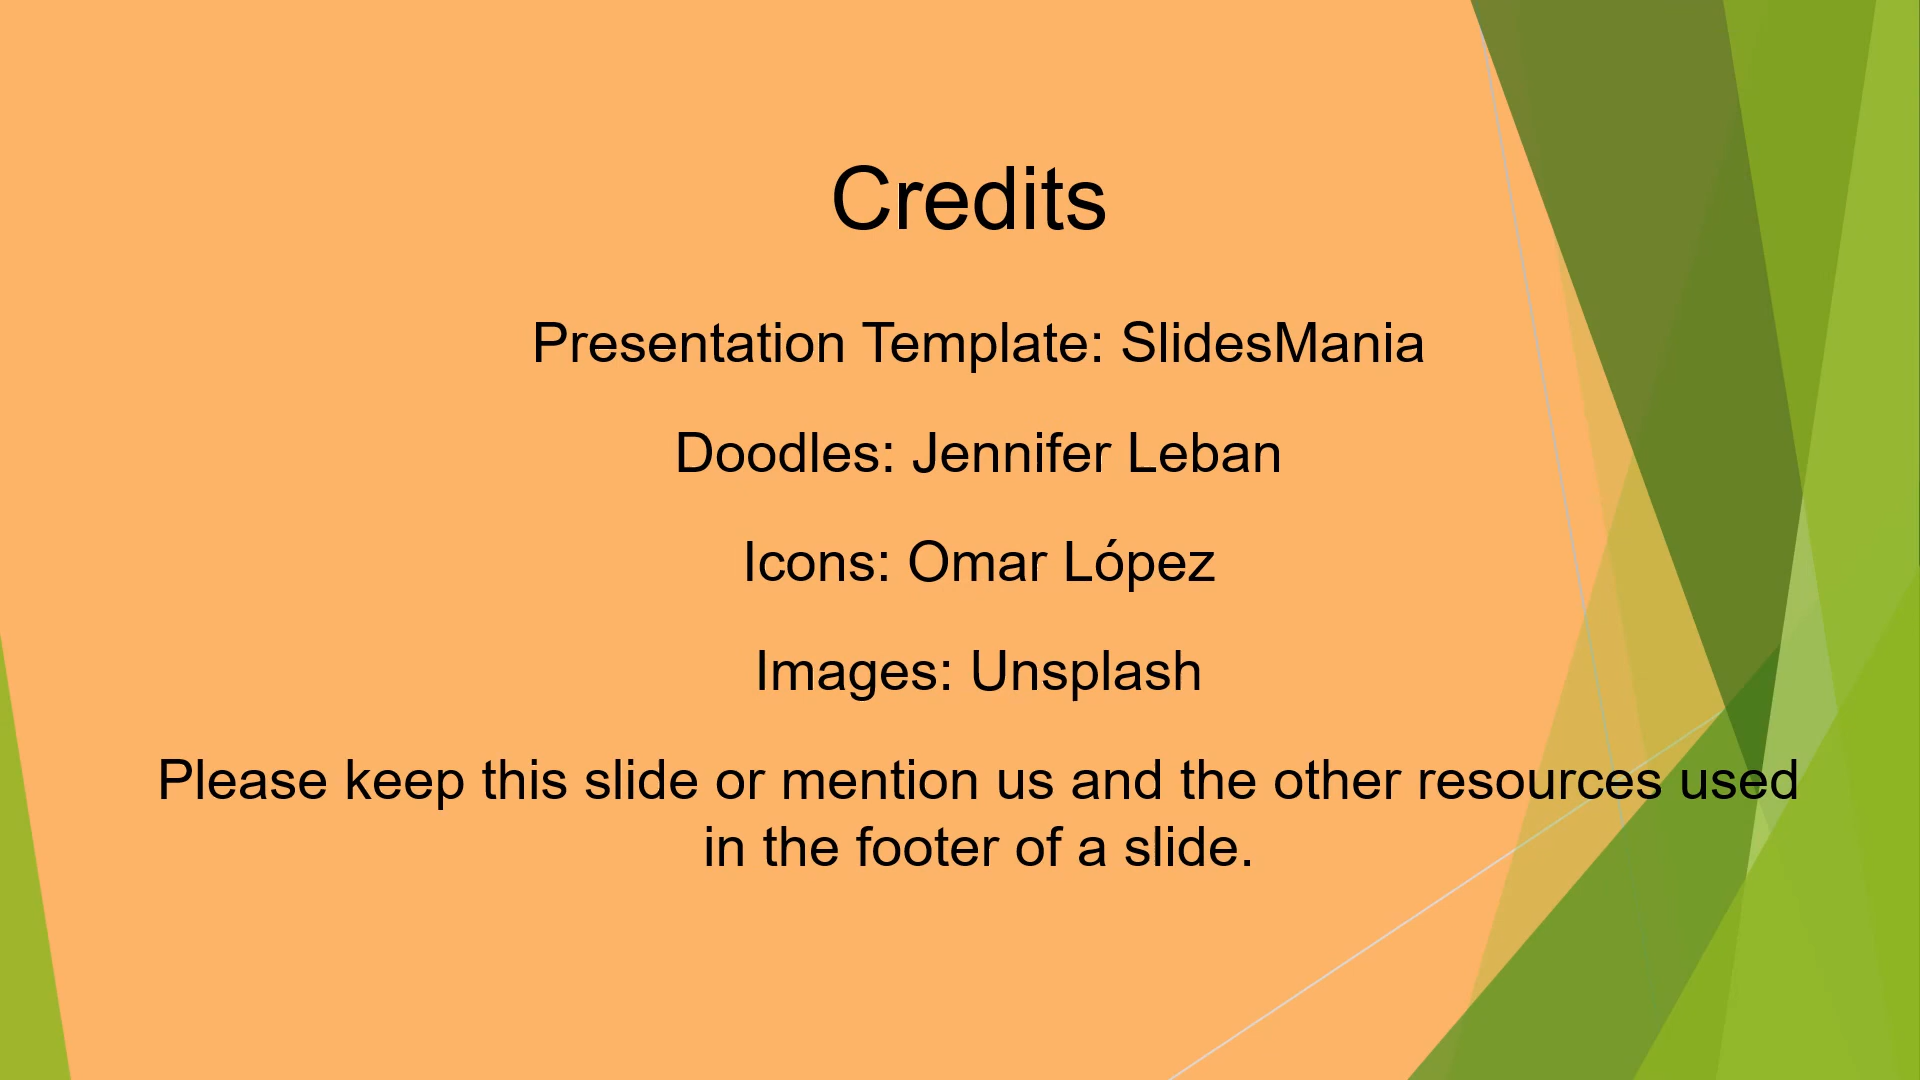 Credits
Presentation Template: SlidesMania
Doodles: Jennifer Leban
Icons: Omar López
Images: Unsplash
Please keep this slide or mention us and the other resources used
in the footer of a slide.